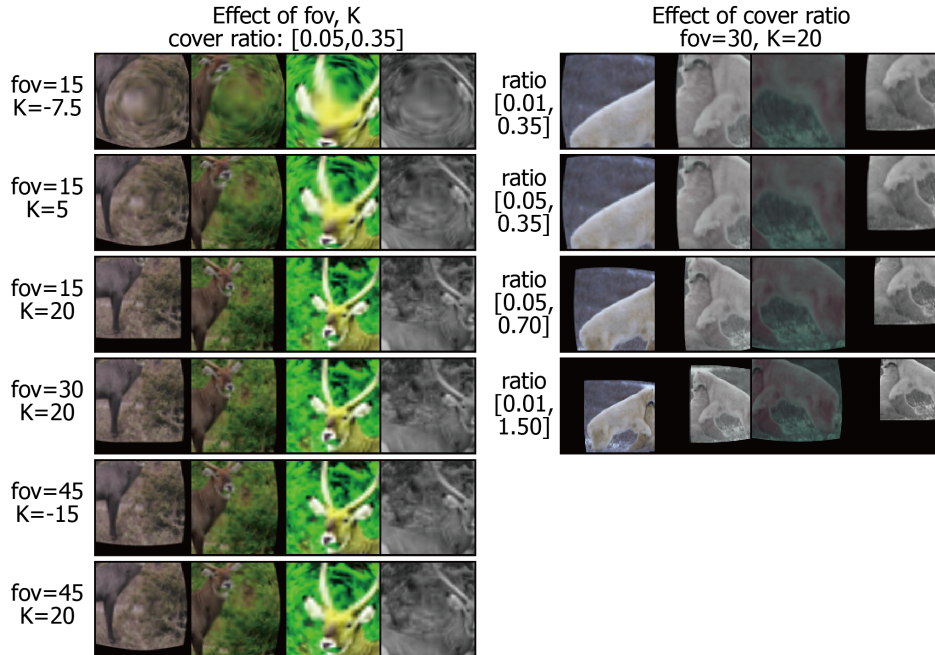 Effect of fov, K
cover ratio: [0.05,0.35]
fov=15
K=-7.5
fov=15
K=5
fov=15
K=20
fov=30
K=20
fov=45
K=-15
fov=45
K=20
Effect of cover ratio
fov=30, K=20
ratio
[0.01,
0.35]
ratio
[0.05,
0.35]
ratio
[0.05,
0.70]
ratio
[0.01,
1.50]